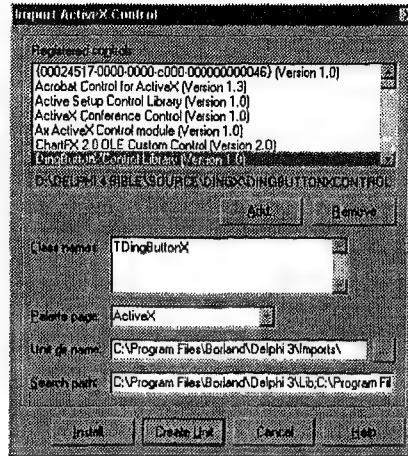 Import ActiveX Control
Registered controls
{00024517-0000-0000-c000-000000000046} (Version 1.0)
Acrobat Control for ActiveX (Version 1.3)
Active Setup Control Library (Version 1.0)
ActiveX Conference Control (Version 1.0)
Ax ActiveX Control module (Version 1.0)
ChartFX 2.0 OLE Custom Control (Version 2.0)
DingButtonX Control Library (Version 1.0)
D:\DELPHI 4 BIBLE\SOURCE\DINGX\DINGBUTTONXCONTROL
Add... Remove
Class names: TDingButtonX
Palette page: ActiveX
Unit dir name: C:\Program Files\Borland\Delphi 3\Imports\
Search path: C:\Program Files\Borland\Delphi 3\Lib;C:\Program Fil
Install... Create Unit Cancel Help